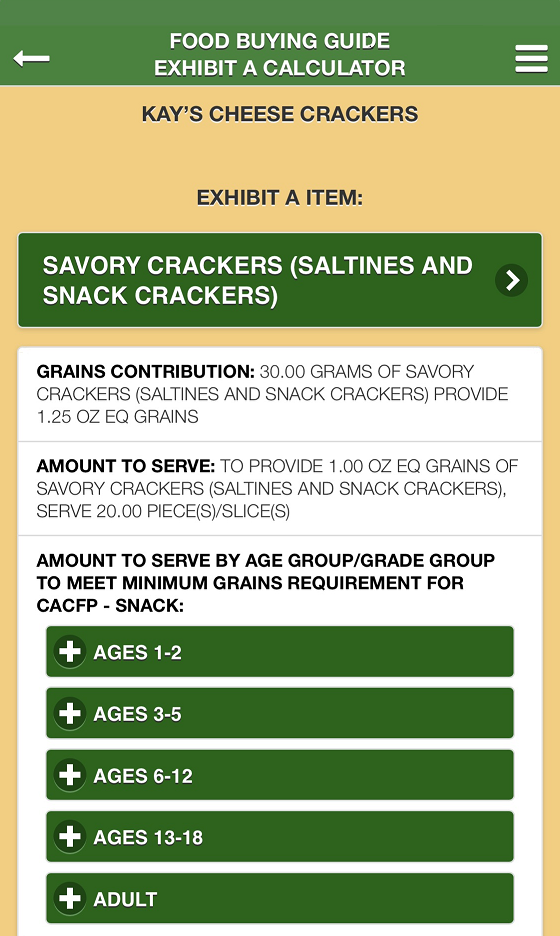 FOOD BUYING GUIDE
EXHIBIT A CALCULATOR
KAY'S CHEESE CRACKERS
EXHIBIT A ITEM:
SAVORY CRACKERS (SALTINES AND
SNACK CRACKERS)
GRAINS CONTRIBUTION: 30.00 GRAMS OF SAVORY
CRACKERS (SALTINES AND SNACK CRACKERS) PROVIDE
1.25 OZ EQ GRAINS
AMOUNT TO SERVE: TO PROVIDE 1.00 OZ EQ GRAINS OF
SAVORY CRACKERS (SALTINES AND SNACK CRACKERS),
SERVE 20.00 PIECE(S)/SLICE(S)
AMOUNT TO SERVE BY AGE GROUP/GRADE GROUP
TO MEET MINIMUM GRAINS REQUIREMENT FOR
CACFP - SNACK:
AGES 1-2
AGES 3-5
AGES 6-12
AGES 13-18
ADULT